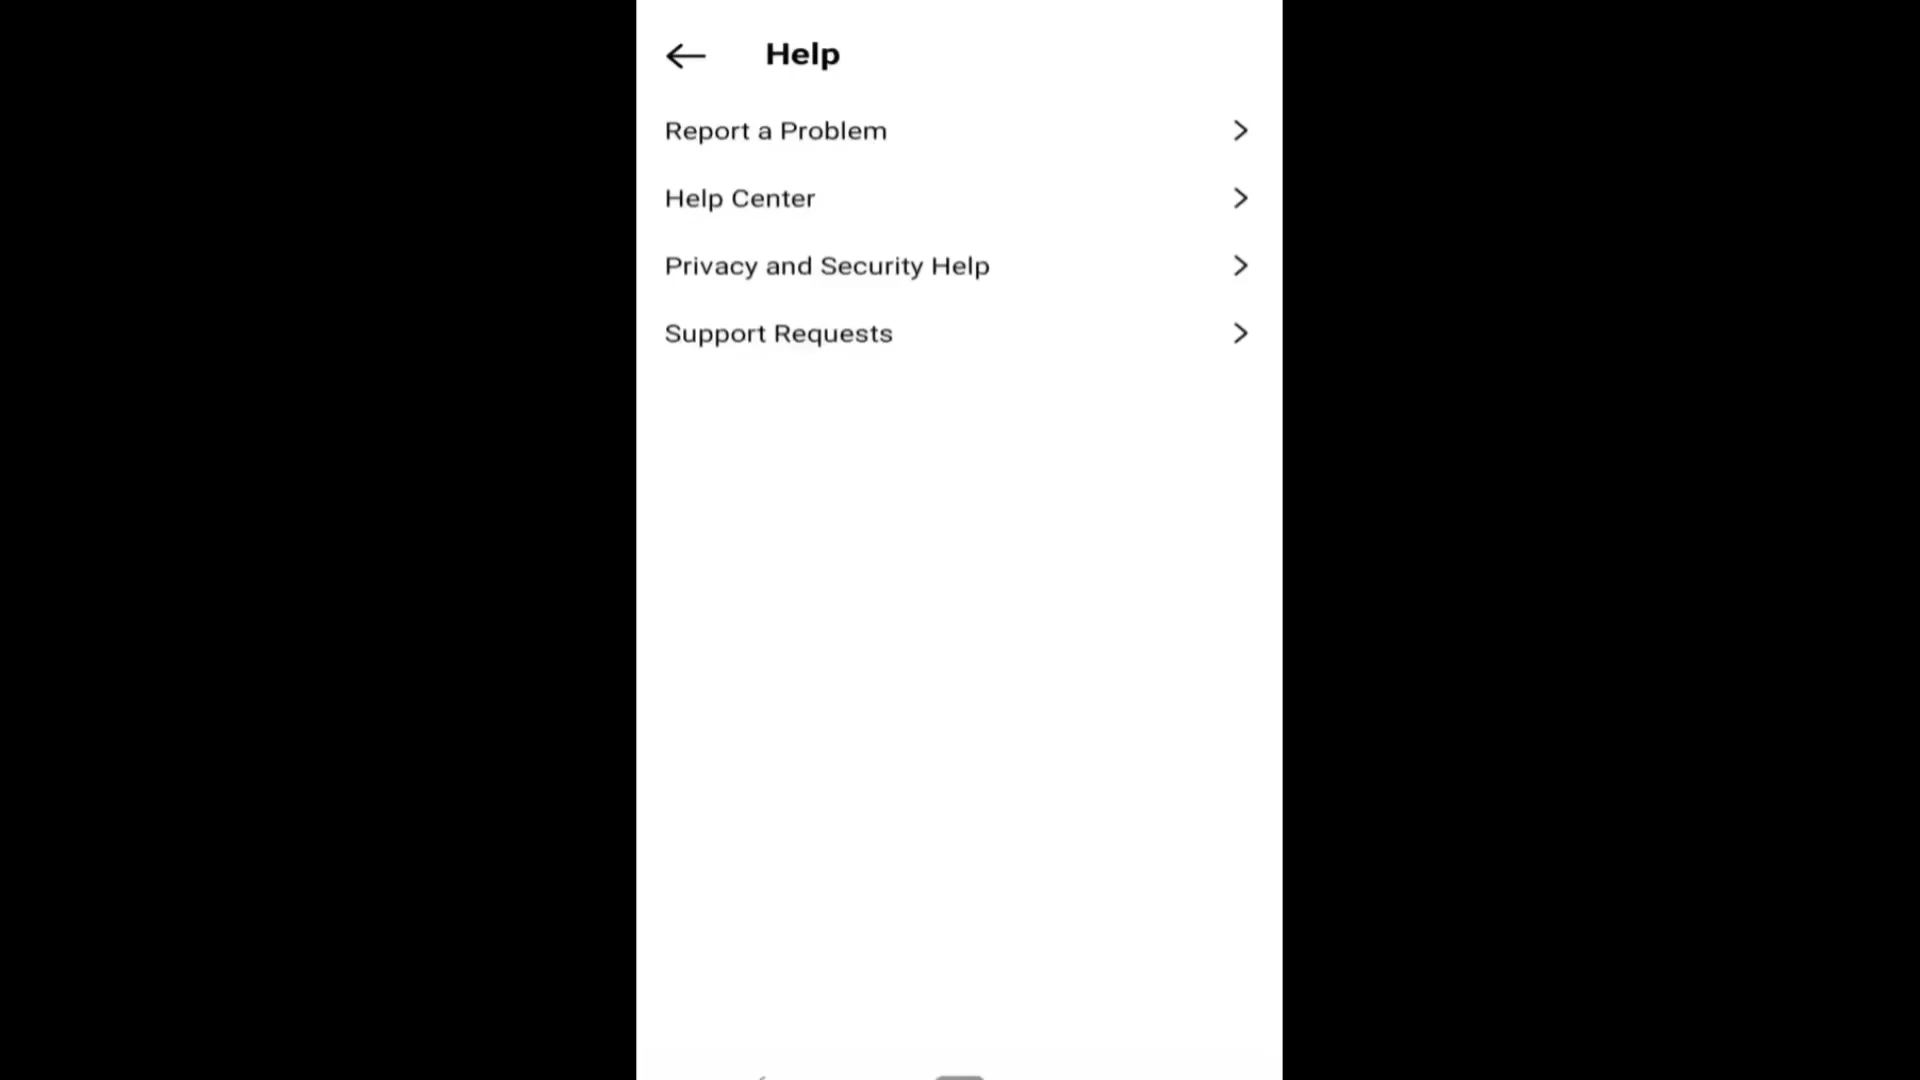 Help
Report a Problem
Help Center
Privacy and Security Help
Support Requests